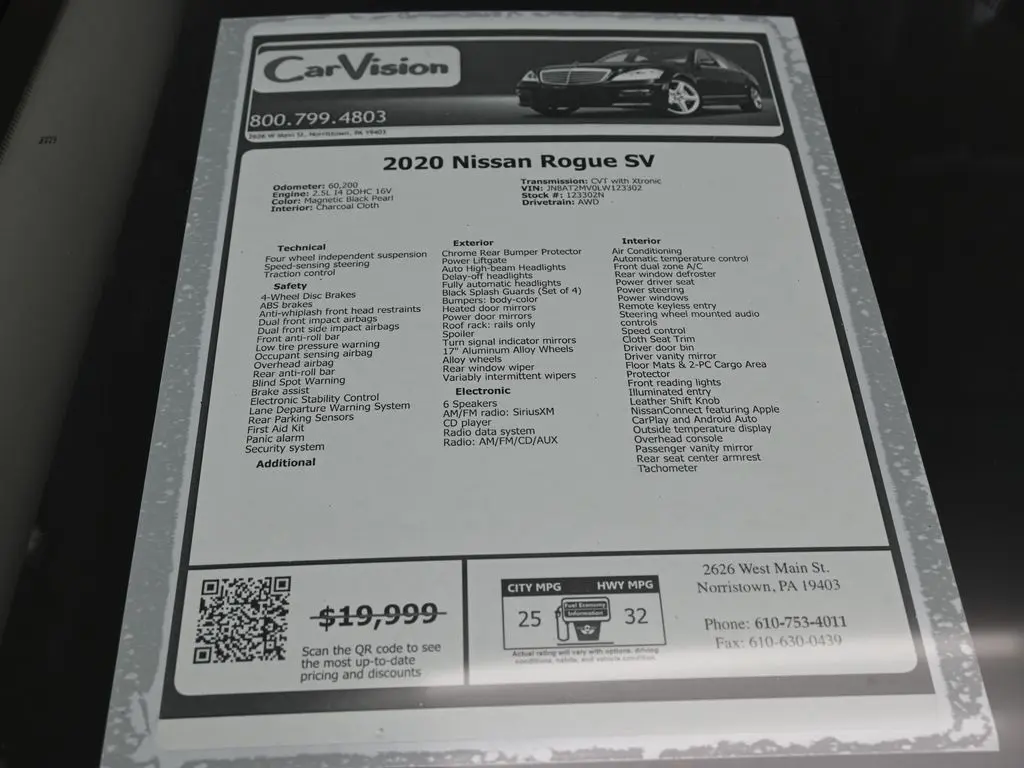 CarVision
800.799.4803
2626 W Main St, Norristown, PA 19403
2020 Nissan Rogue SV
Odometer: 60,200
Engine: 2.5L I4 DOHC 16V
Color: Magnetic Black Pearl
Interior: Charcoal Cloth
Transmission: CVT with Xtronic
VIN: JN8AT2MV0LW123302
Stock #: 123302N
Drivetrain: AWD
Technical
Four wheel independent suspension
Speed-sensing steering
Traction control
Safety
4-Wheel Disc Brakes
ABS brakes
Anti-whiplash front head restraints
Dual front impact airbags
Dual front side impact airbags
Front anti-roll bar
Low tire pressure warning
Occupant sensing airbag
Overhead airbag
Rear anti-roll bar
Blind Spot Warning
Brake assist
Electronic Stability Control
Lane Departure Warning System
Rear Parking Sensors
First Aid Kit
Panic alarm
Security system
Additional
Exterior
Chrome Rear Bumper Protector
Power Liftgate
Auto High-beam Headlights
Delay-off headlights
Fully automatic headlights
Black Splash Guards (Set of 4)
Bumpers: body-color
Heated door mirrors
Power door mirrors
Roof rack: rails only
Spoiler
Turn signal indicator mirrors
17" Aluminum Alloy Wheels
Alloy wheels
Rear window wiper
Variably intermittent wipers
Electronic
6 Speakers
AM/FM radio: SiriusXM
CD player
Radio data system
Radio: AM/FM/CD/AUX
Interior
Air Conditioning
Automatic temperature control
Front dual zone A/C
Rear window defroster
Power driver seat
Power steering
Power windows
Remote keyless entry
Steering wheel mounted audio
controls
Speed control
Cloth Seat Trim
Driver door bin
Driver vanity mirror
Floor Mats & 2-PC Cargo Area
Protector
Front reading lights
Illuminated entry
Leather Shift Knob
NissanConnect featuring Apple
CarPlay and Android Auto
Outside temperature display
Overhead console
Passenger vanity mirror
Rear seat center armrest
Tachometer
$19,999
Scan the QR code to see
the most up-to-date
pricing and discounts
CITY MPG
HWY MPG
25
Fuel Economy
Information
32
Actual rating will vary with options, driving
conditions, habits, and vehicle condition.
2626 West Main St.
Norristown, PA 19403
Phone: 610-753-4011
Fax: 610-630-0439